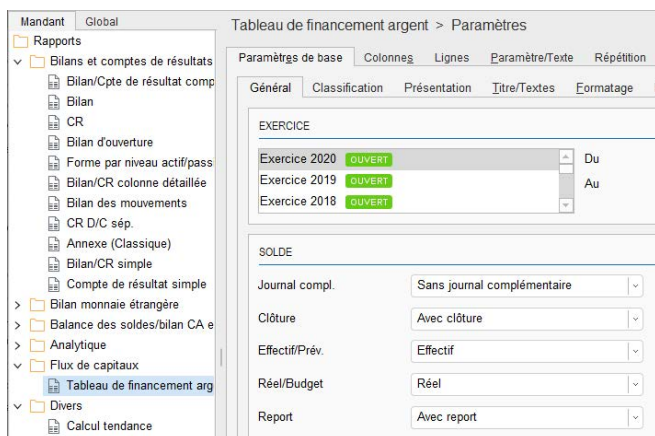 Mandant Global
Rapports
Bilans et comptes de résultats
Bilan/Cpte de résultat comp
Bilan
CR
Bilan d'ouverture
Forme par niveau actif/pass
Bilan/CR colonne détaillée
Bilan des mouvements
CR D/C sép.
Annexe (Classique)
Bilan/CR simple
Compte de résultat simple
Bilan monnaie étrangère
Balance des soldes/bilan CA e
Analytique
Flux de capitaux
Tableau de financement arg
Divers
Calcul tendance
Tableau de financement argent > Paramètres
Paramètres de base Colonnes Lignes Paramètre/Texte Répétition
Général Classification Présentation Titre/Textes Formatage
EXERCICE
Exercice 2020 OUVERT Du
Exercice 2019 OUVERT Au
Exercice 2018 OUVERT
SOLDE
Journal compl. Sans journal complémentaire
Clôture Avec clôture
Effectif/Prév. Effectif
Réel/Budget Réel
Report Avec report